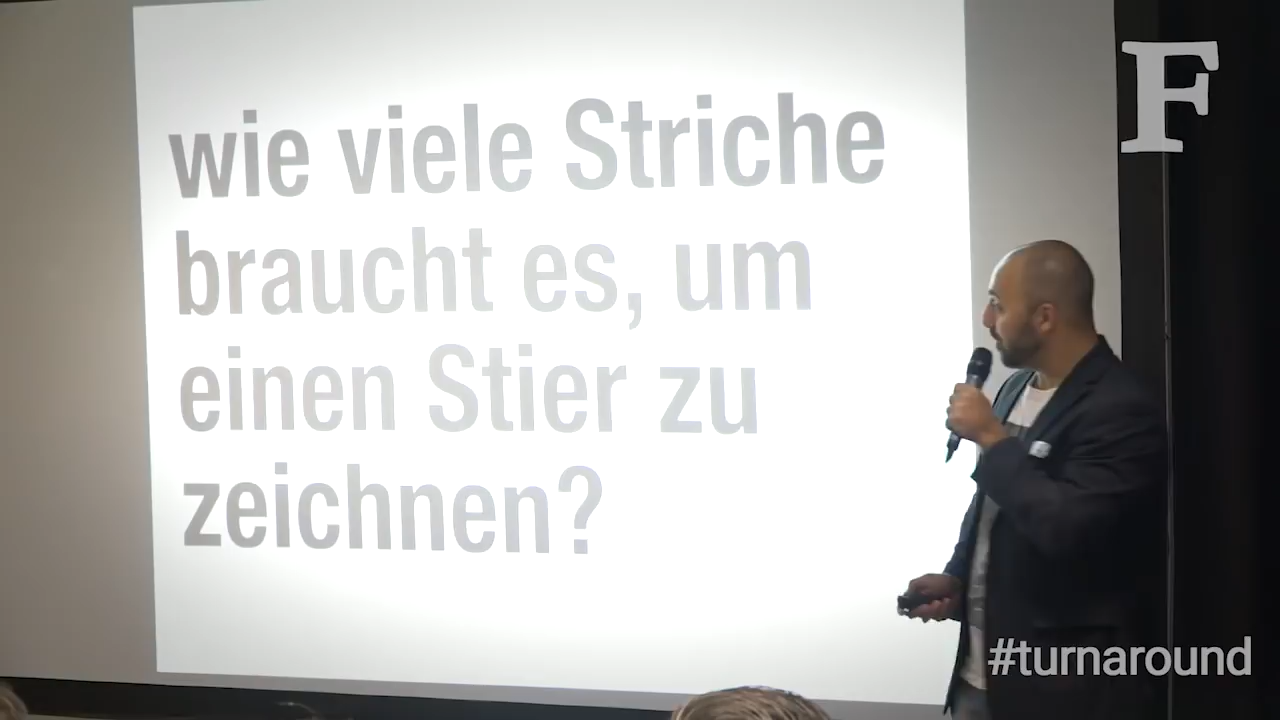 wie viele Striche
braucht es, um
einen Stier zu
zeichnen?
F
#turnaround